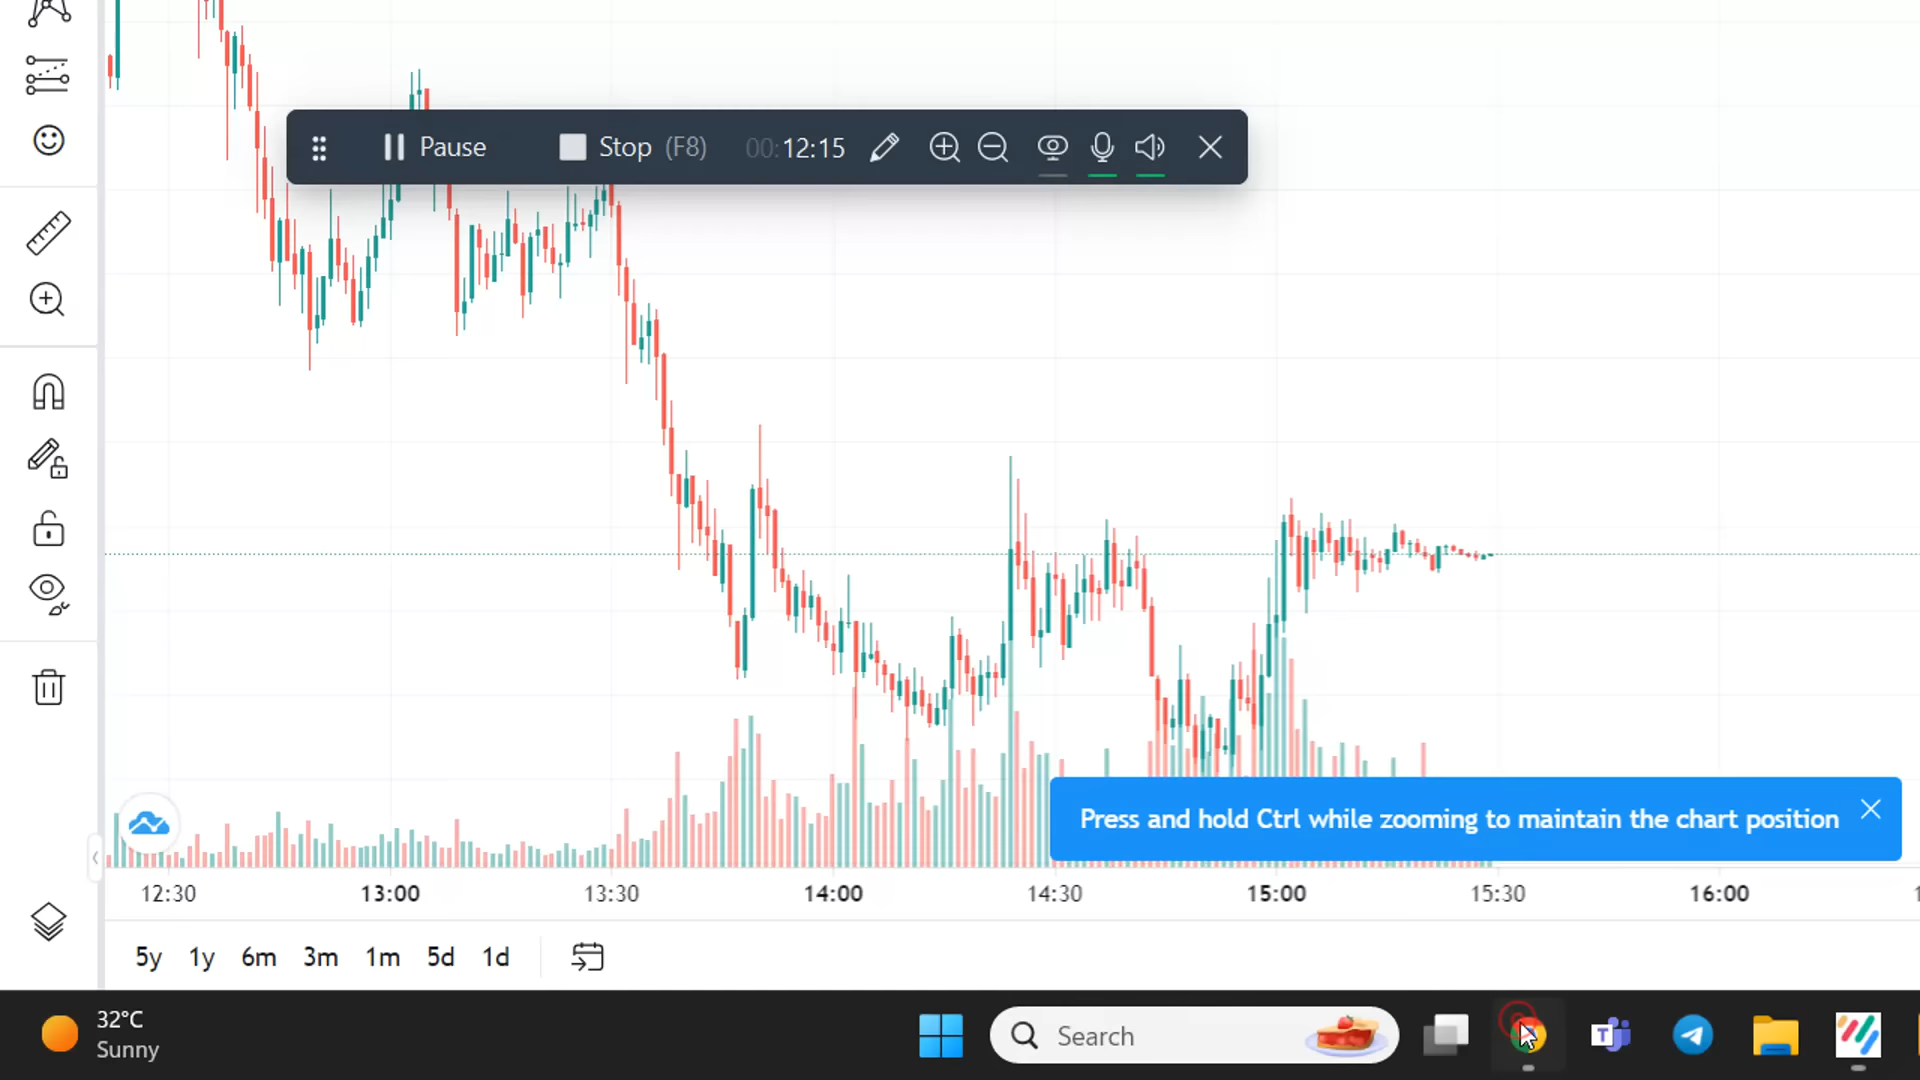 Pause
Stop (F8)
00:12:15
Press and hold Ctrl while zooming to maintain the chart position
12:30 13:00 13:30 14:00 14:30 15:00 15:30 16:00
5y 1y 6m 3m 1m 5d 1d
32°C
Sunny
Search